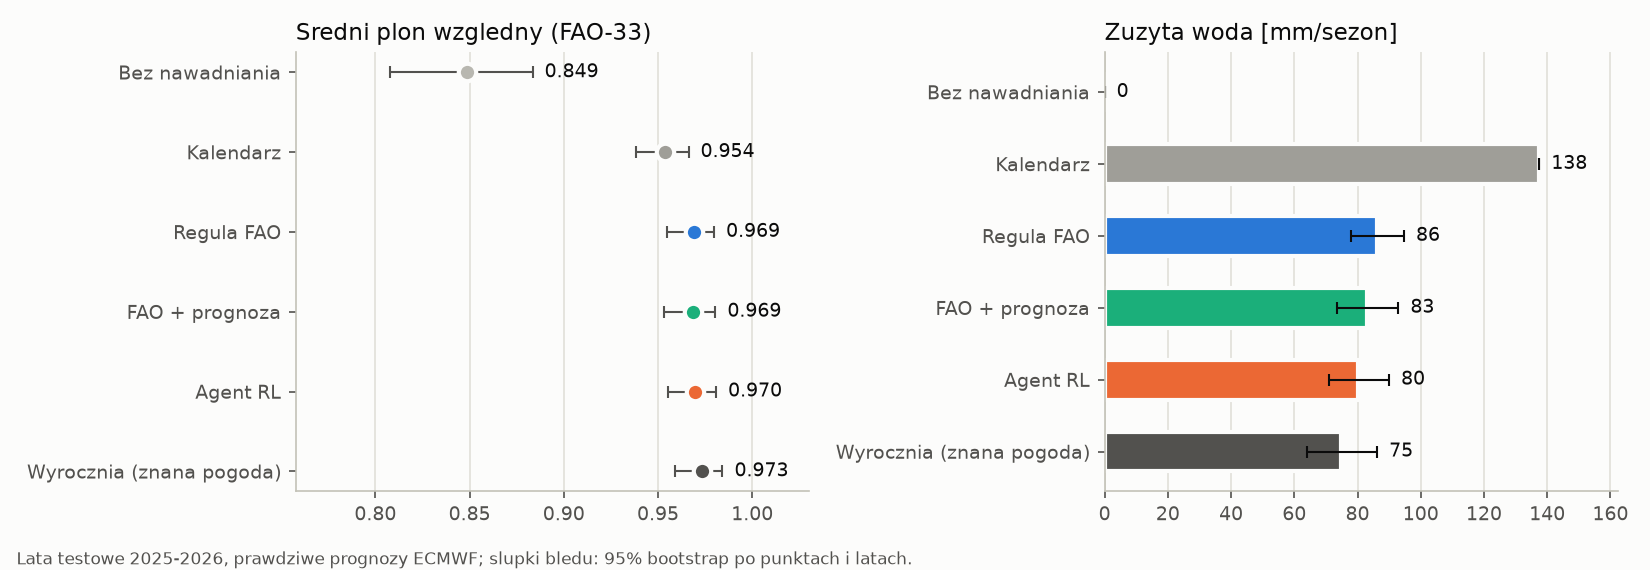 Sredni plon wzgledny (FAO-33)
Bez nawadniania
0.849
Kalendarz
0.954
Regula FAO
0.969
FAO + prognoza
0.969
Agent RL
0.970
Wyrocznia (znana pogoda)
0.973
0.80 0.85 0.90 0.95 1.00
Zuzyta woda [mm/sezon]
Bez nawadniania
0
Kalendarz
138
Regula FAO
86
FAO + prognoza
83
Agent RL
80
Wyrocznia (znana pogoda)
75
0 20 40 60 80 100 120 140 160
Lata testowe 2025-2026, prawdziwe prognozy ECMWF; slupki bledu: 95% bootstrap po punktach i latach.